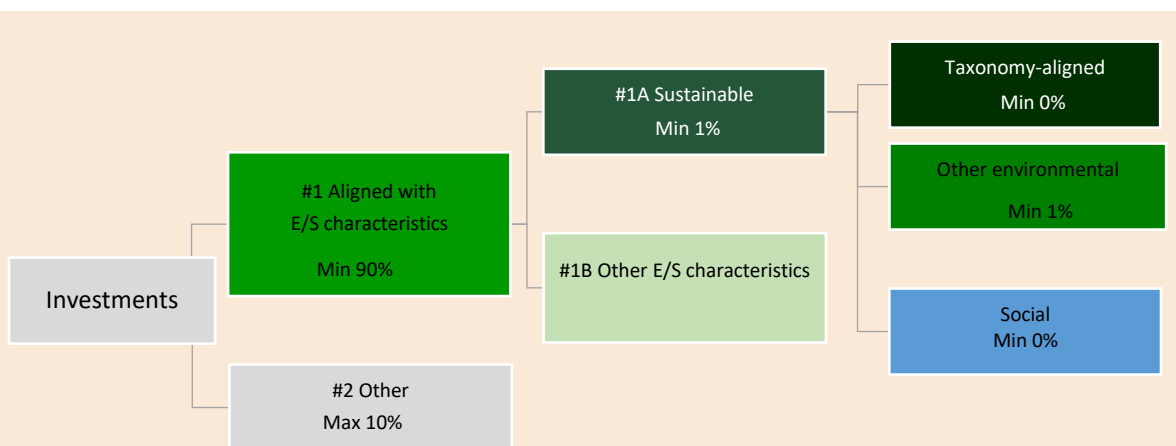 Investments
#1 Aligned with
E/S characteristics
Min 90%
#2 Other
Max 10%
#1A Sustainable
Min 1%
#1B Other E/S characteristics
Taxonomy-aligned
Min 0%
Other environmental
Min 1%
Social
Min 0%